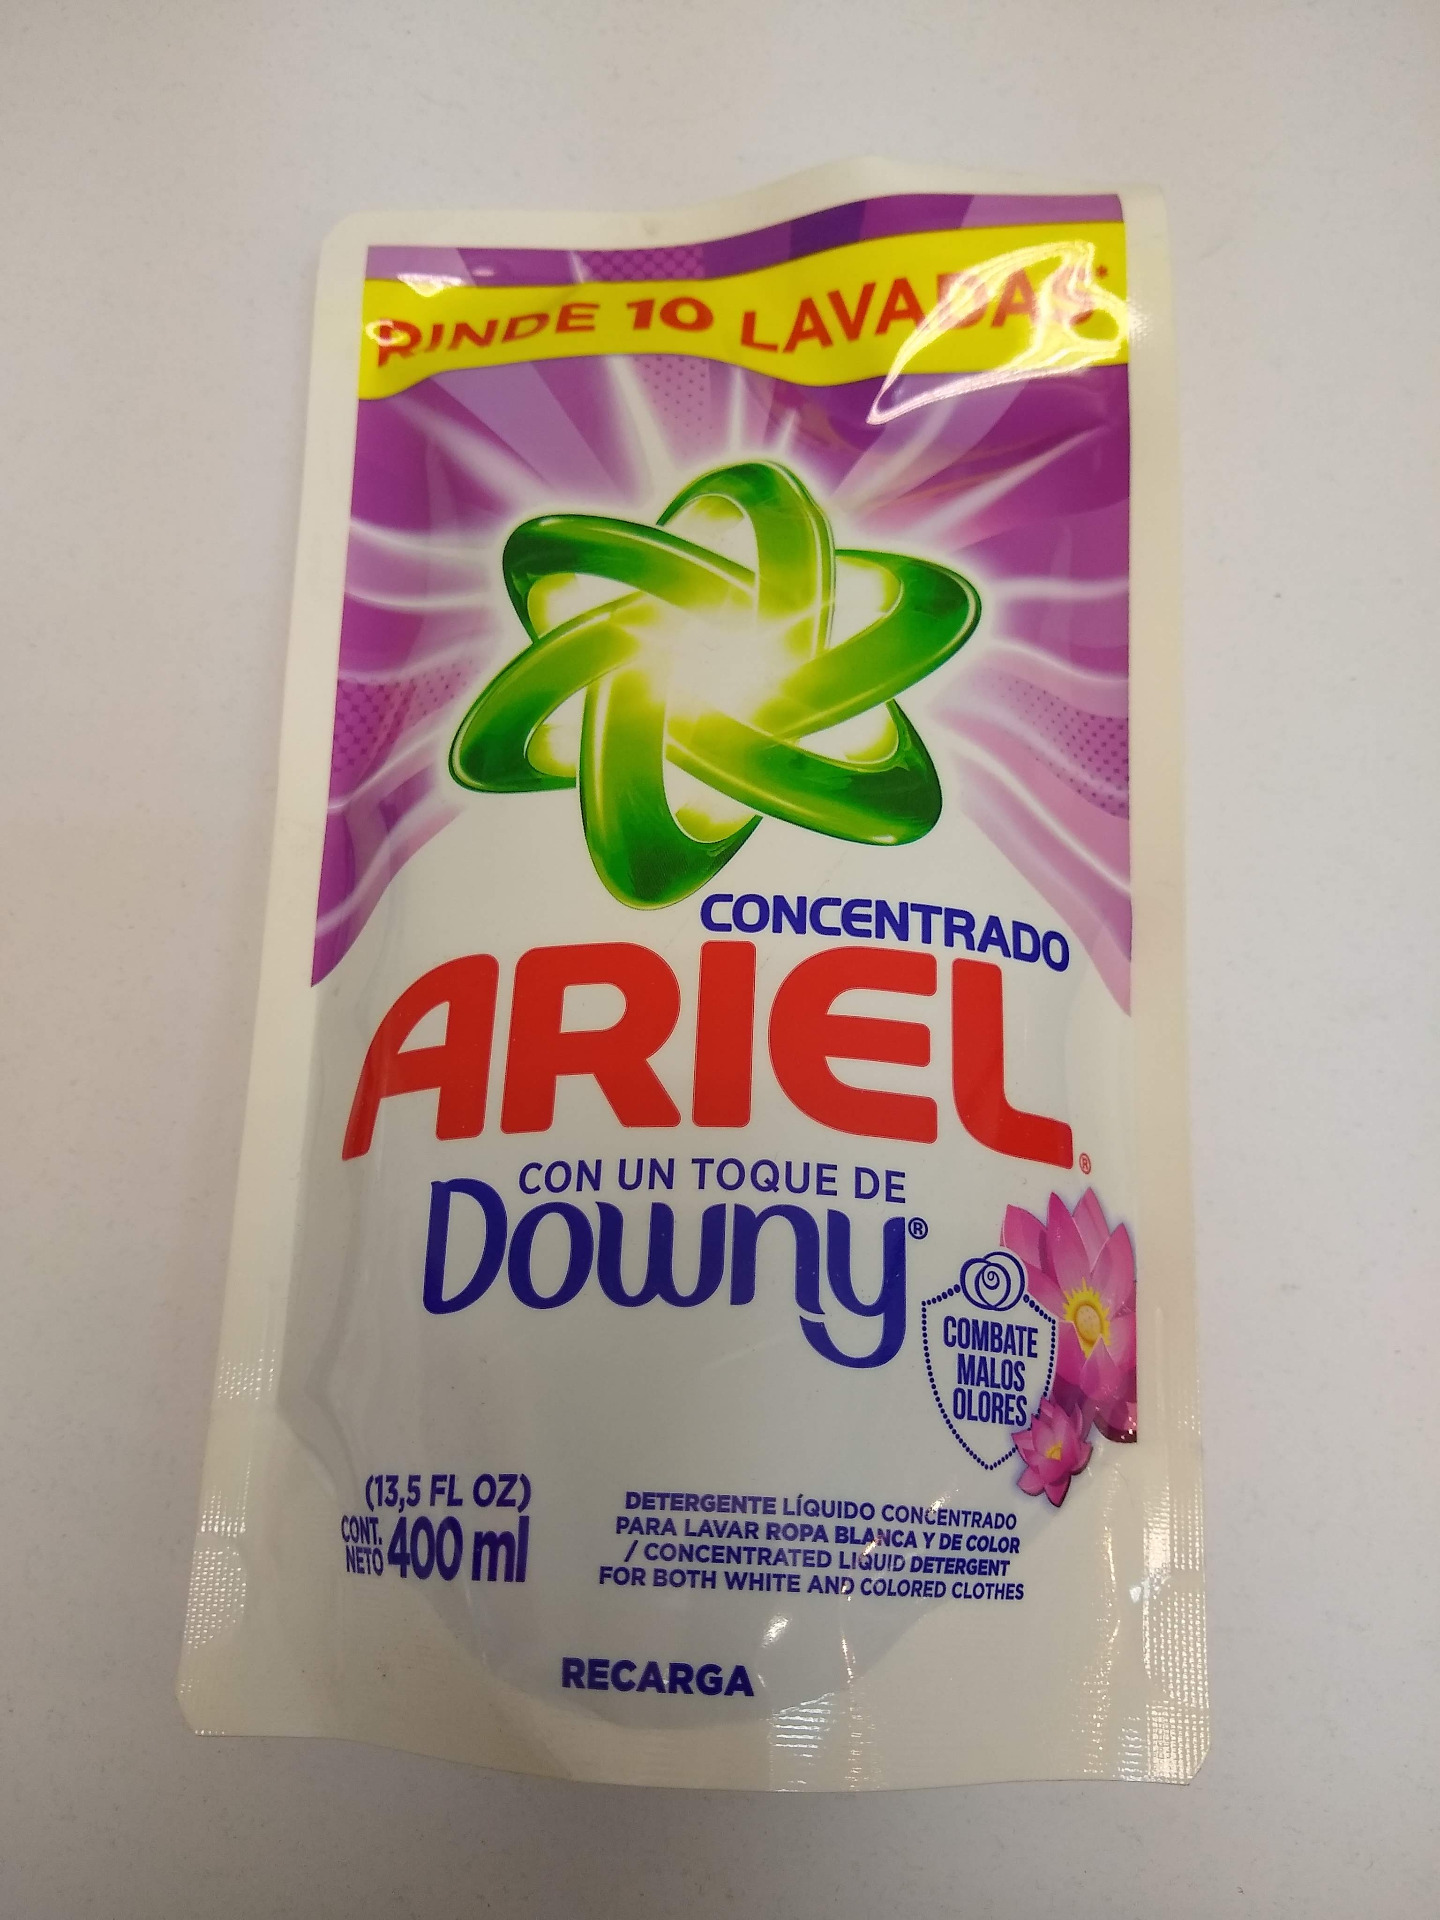 RINDE 10 LAVADAS*
CONCENTRADO
ARIEL®
CON UN TOQUE DE
Downy®
COMBATE
MALOS
OLORES
(13,5 FL OZ)
CONT.
NETO 400 ml
DETERGENTE LÍQUIDO CONCENTRADO
PARA LAVAR ROPA BLANCA Y DE COLOR
/ CONCENTRATED LIQUID DETERGENT
FOR BOTH WHITE AND COLORED CLOTHES
RECARGA